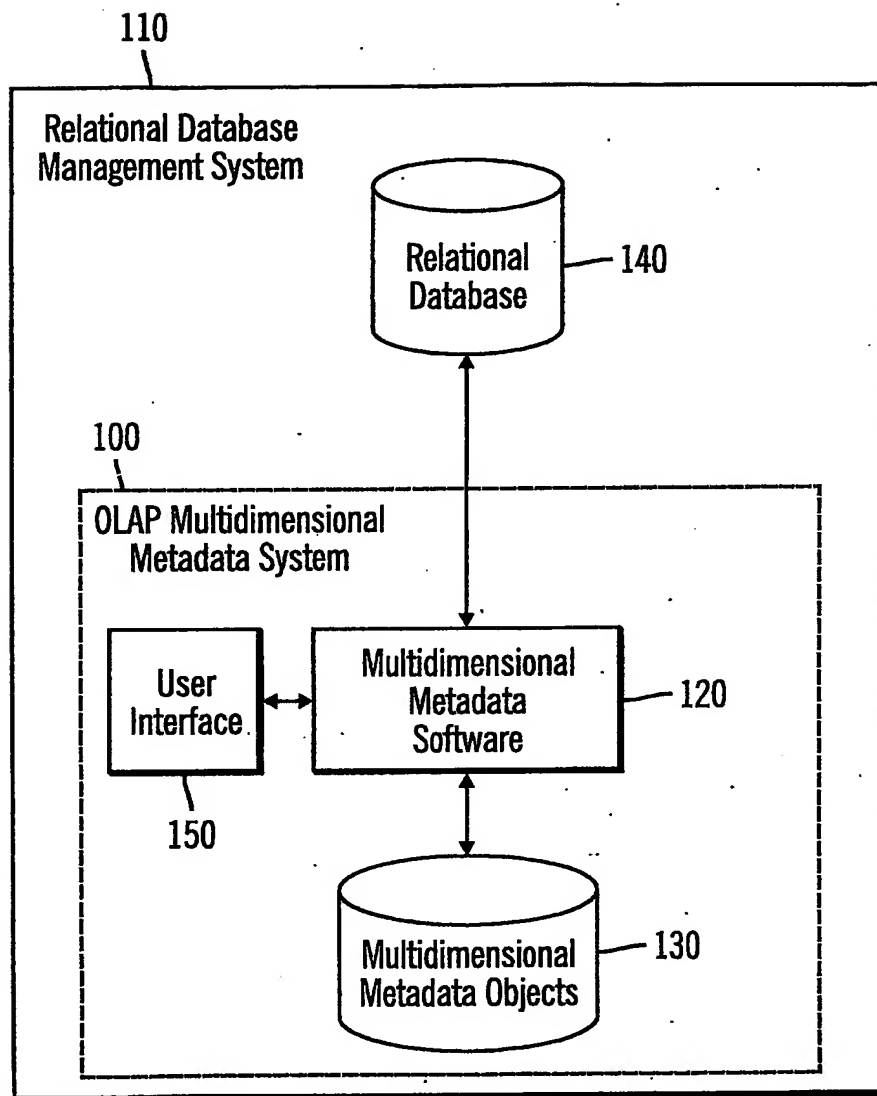 110
Relational Database
Management System
Relational
Database
140
100
OLAP Multidimensional
Metadata System
User
Interface
Multidimensional
Metadata
Software
120
150
Multidimensional
Metadata Objects
130